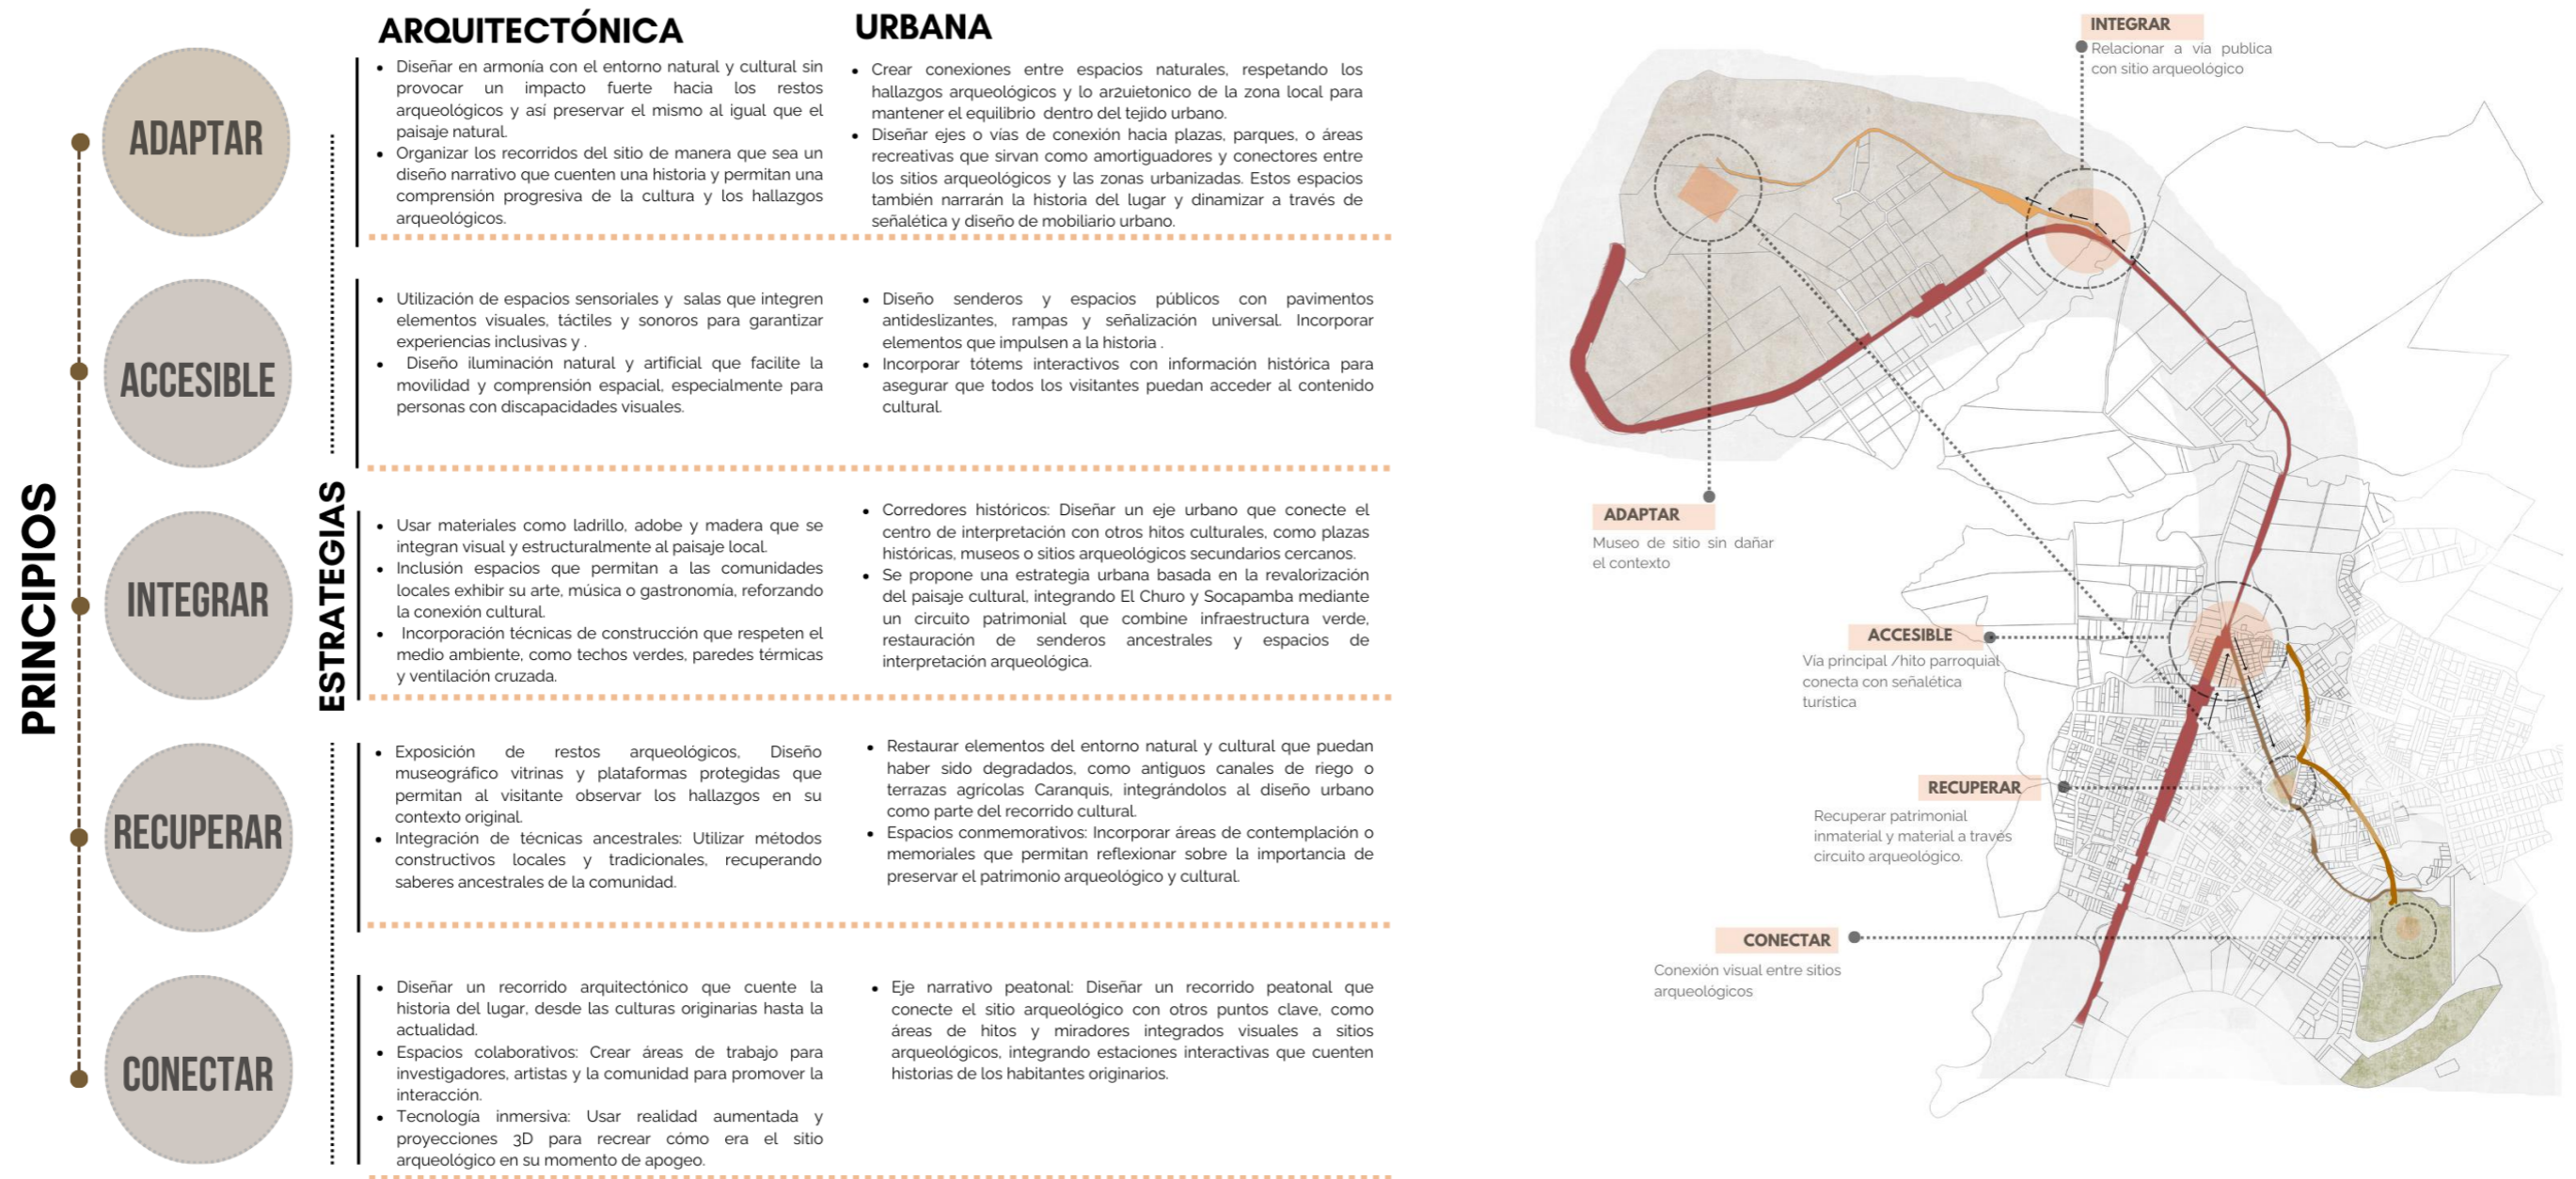 PRINCIPIOS
ESTRATEGIAS
ARQUITECTÓNICA
URBANA
ADAPTAR
• Diseñar en armonía con el entorno natural y cultural sin
provocar un impacto fuerte hacia los restos
arqueológicos y así preservar el mismo al igual que el
paisaje natural.
• Organizar los recorridos del sitio de manera que sea un
diseño narrativo que cuenten una historia y permitan una
comprensión progresiva de la cultura y los hallazgos
arqueológicos.
• Crear conexiones entre espacios naturales, respetando los
hallazgos arqueológicos y lo ar2uietonico de la zona local para
mantener el equilibrio dentro del tejido urbano.
• Diseñar ejes o vías de conexión hacia plazas, parques, o áreas
recreativas que sirvan como amortiguadores y conectores entre
los sitios arqueológicos y las zonas urbanizadas. Estos espacios
también narrarán la historia del lugar y dinamizar a través de
señalética y diseño de mobiliario urbano.
ACCESIBLE
• Utilización de espacios sensoriales y salas que integren
elementos visuales, táctiles y sonoros para garantizar
experiencias inclusivas y .
• Diseño iluminación natural y artificial que facilite la
movilidad y comprensión espacial, especialmente para
personas con discapacidades visuales.
• Diseño senderos y espacios públicos con pavimentos
antideslizantes, rampas y señalización universal. Incorporar
elementos que impulsen a la historia .
• Incorporar tótems interactivos con información histórica para
asegurar que todos los visitantes puedan acceder al contenido
cultural.
INTEGRAR
• Usar materiales como ladrillo, adobe y madera que se
integran visual y estructuralmente al paisaje local.
• Inclusión espacios que permitan a las comunidades
locales exhibir su arte, música o gastronomía, reforzando
la conexión cultural.
• Incorporación técnicas de construcción que respeten el
medio ambiente, como techos verdes, paredes térmicas
y ventilación cruzada.
• Corredores históricos: Diseñar un eje urbano que conecte el
centro de interpretación con otros hitos culturales, como plazas
históricas, museos o sitios arqueológicos secundarios cercanos.
• Se propone una estrategia urbana basada en la revalorización
del paisaje cultural, integrando El Churo y Socapamba mediante
un circuito patrimonial que combine infraestructura verde,
restauración de senderos ancestrales y espacios de
interpretación arqueológica.
RECUPERAR
• Exposición de restos arqueológicos, Diseño
museográfico vitrinas y plataformas protegidas que
permitan al visitante observar los hallazgos en su
contexto original.
• Integración de técnicas ancestrales: Utilizar métodos
constructivos locales y tradicionales, recuperando
saberes ancestrales de la comunidad.
• Restaurar elementos del entorno natural y cultural que puedan
haber sido degradados, como antiguos canales de riego o
terrazas agrícolas Caranquis, integrándolos al diseño urbano
como parte del recorrido cultural.
• Espacios conmemorativos: Incorporar áreas de contemplación o
memoriales que permitan reflexionar sobre la importancia de
preservar el patrimonio arqueológico y cultural.
CONECTAR
• Diseñar un recorrido arquitectónico que cuente la
historia del lugar, desde las culturas originarias hasta la
actualidad.
• Espacios colaborativos: Crear áreas de trabajo para
investigadores, artistas y la comunidad para promover la
interacción.
• Tecnología inmersiva: Usar realidad aumentada y
proyecciones 3D para recrear cómo era el sitio
arqueológico en su momento de apogeo.
• Eje narrativo peatonal: Diseñar un recorrido peatonal que
conecte el sitio arqueológico con otros puntos clave, como
áreas de hitos y miradores integrados visuales a sitios
arqueológicos, integrando estaciones interactivas que cuenten
historias de los habitantes originarios.
INTEGRAR
Relacionar a vía publica
con sitio arqueológico
ADAPTAR
Museo de sitio sin dañar
el contexto
ACCESIBLE
Vía principal /hito parroquial
conecta con señalética
turística
RECUPERAR
Recuperar patrimonial
inmaterial y material a través
circuito arqueológico.
CONECTAR
Conexión visual entre sitios
arqueológicos